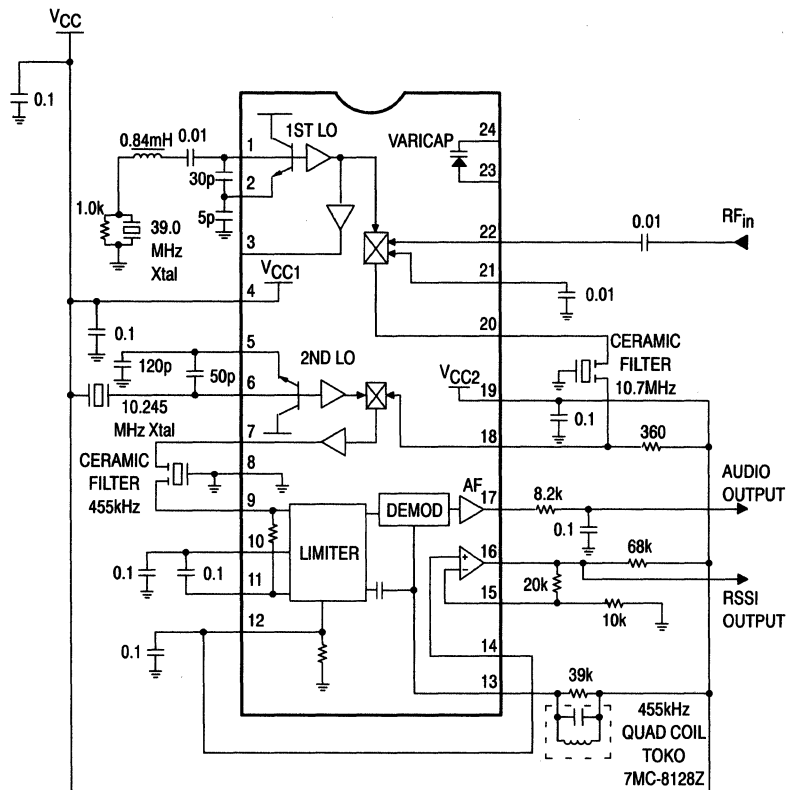 VCC
0.1
0.84mH
0.01
1
1ST LO
30p
2
5p
3
1.0k
39.0
MHz
Xtal
VARICAP
24
23
0.01
RFin
22
21
0.01
VCC1
4
0.1
20
CERAMIC
FILTER
10.7MHz
5
120p
50p
2ND LO
6
10.245
MHz Xtal
VCC2
19
0.1
7
18
360
CERAMIC
FILTER
455kHz
8
9
AF
17
8.2k
AUDIO
OUTPUT
DEMOD
0.1
10
LIMITER
+
−
16
68k
0.1
0.1
11
20k
15
10k
RSSI
OUTPUT
12
0.1
14
13
39k
455kHz
QUAD COIL
TOKO
7MC-8128Z